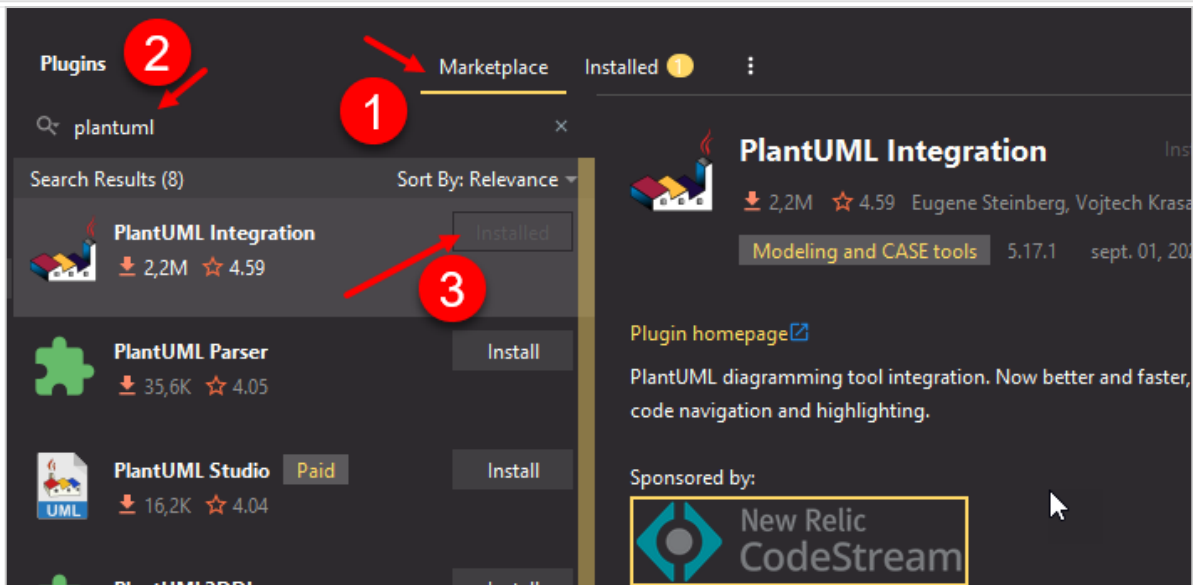 Plugins
2
Marketplace
Installed 1
1
plantuml
Search Results (8)
Sort By: Relevance
PlantUML Integration
Installed
2,2M 4.59
3
PlantUML Parser
Install
35,6K 4.05
PlantUML Studio Paid
Install
UML
16,2K 4.04
PlantUML Integration
2,2M 4.59 Eugene Steinberg, Vojtech Krasa
Modeling and CASE tools 5.17.1 sept. 01, 
Plugin homepage
PlantUML diagramming tool integration. Now better and faster,
code navigation and highlighting.
Sponsored by:
New Relic
CodeStream